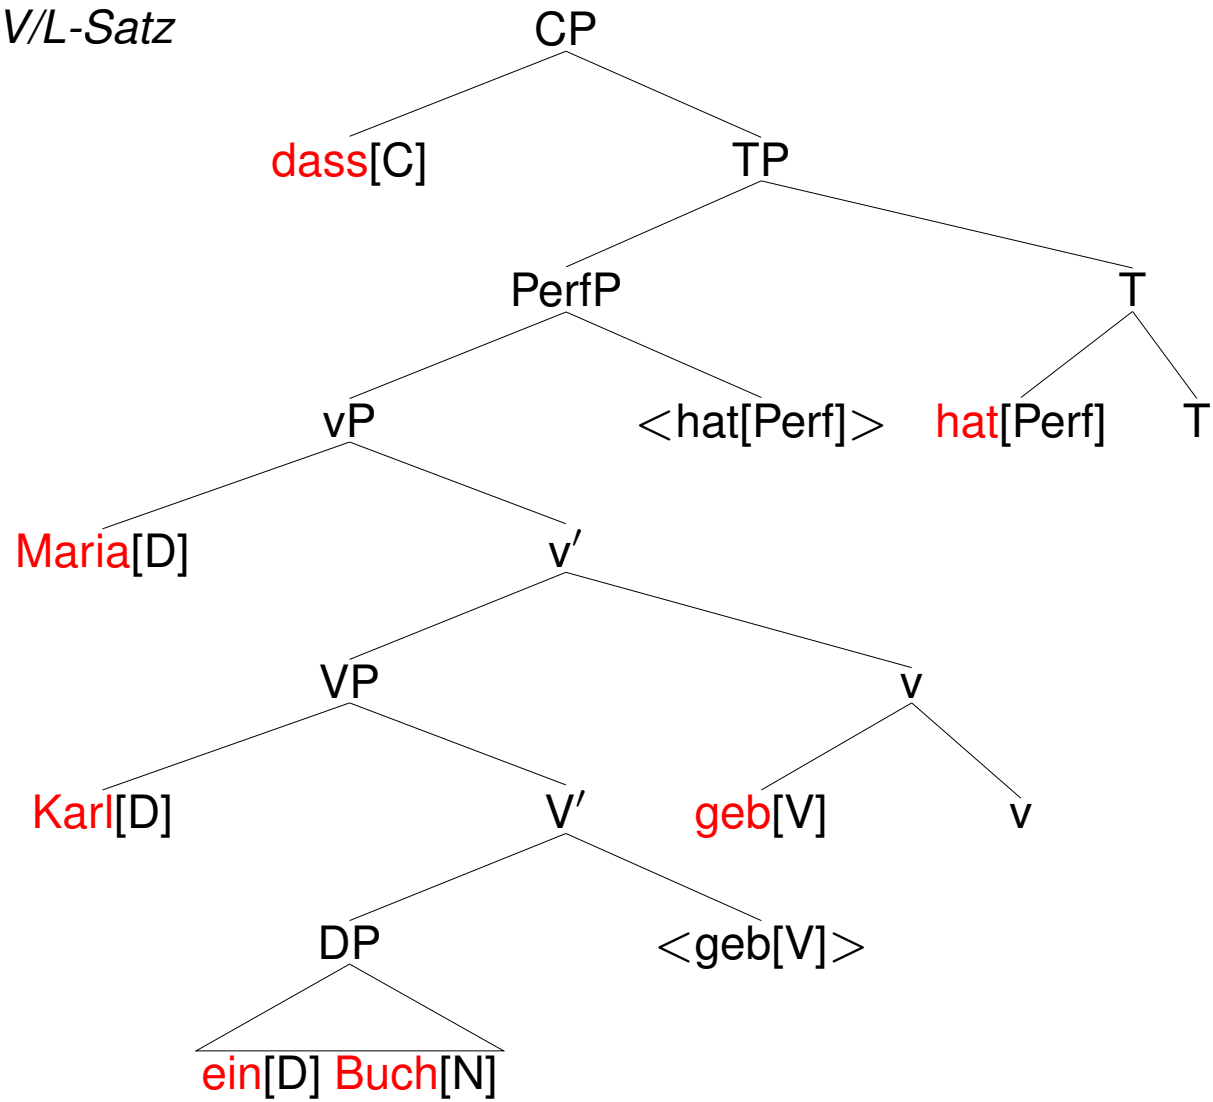 V/L-Satz CP
dass[C] TP
PerfP T
vP <hat[Perf]> hat[Perf] T
Maria[D] v′
VP v
Karl[D] V′ geb[V] v
DP <geb[V]>
ein[D] Buch[N]